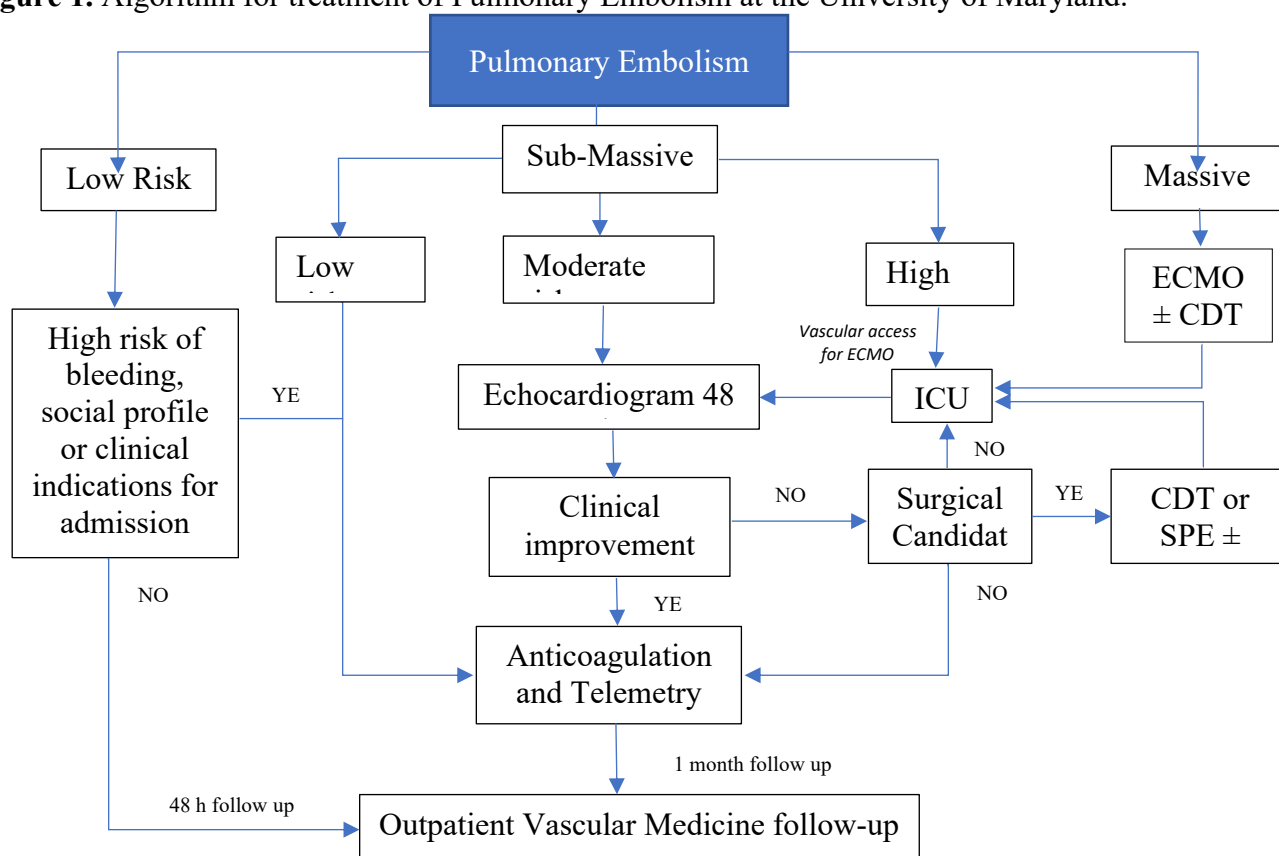 gure 1. Algorithm for treatment of Pulmonary Embolism at the University of Maryland.
Pulmonary Embolism
Low Risk
Sub-Massive
Massive
Low
Moderate
High
ECMO
± CDT
High risk of
bleeding,
social profile
or clinical
indications for
admission
YE
Vascular access
for ECMO
Echocardiogram 48
ICU
NO
Clinical
improvement
NO
Surgical
Candidat
YE
CDT or
SPE ±
NO
YE
NO
Anticoagulation
and Telemetry
1 month follow up
48 h follow up
Outpatient Vascular Medicine follow-up